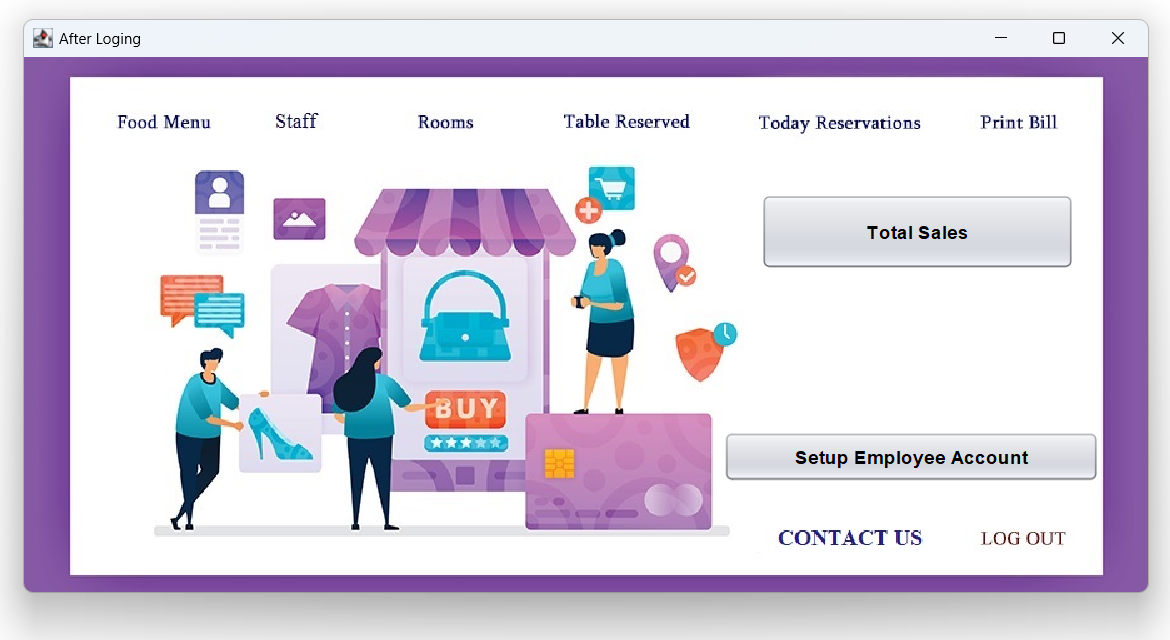 After Loging
Food Menu
Staff
Rooms
Table Reserved
Today Reservations
Print Bill
Total Sales
BUY
Setup Employee Account
CONTACT US
LOG OUT